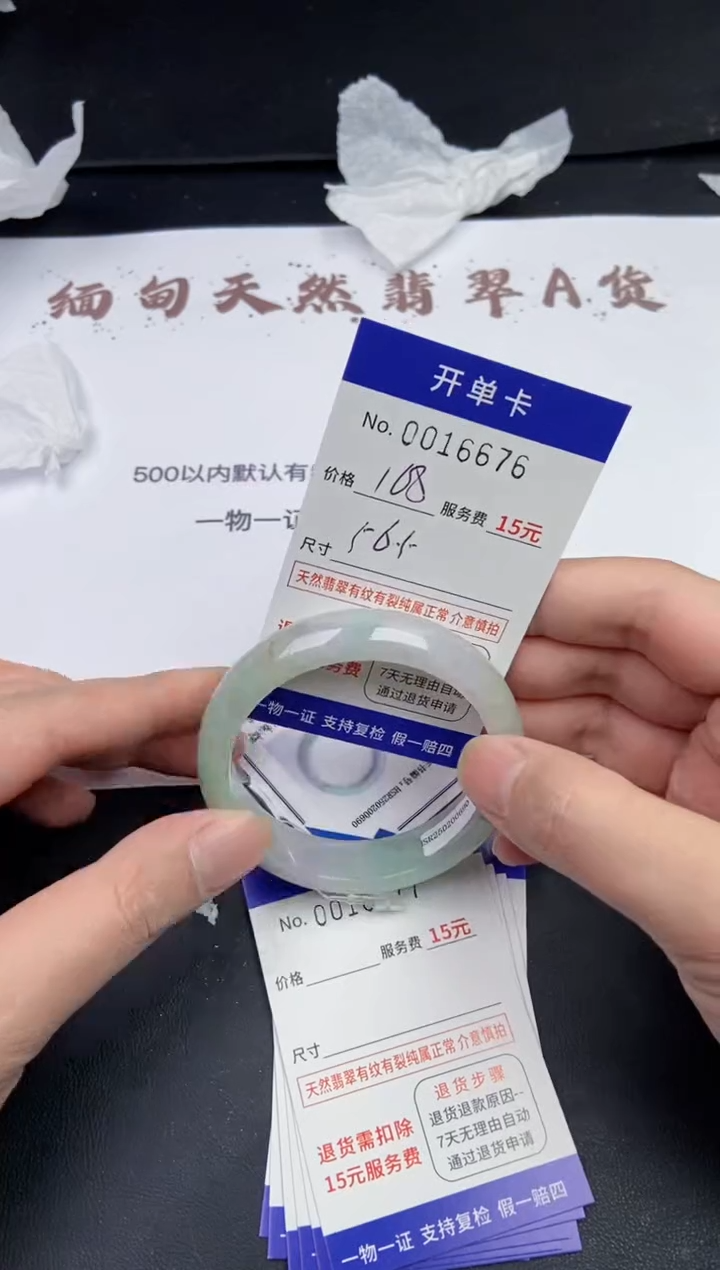 缅甸天然翡翠A货
500以内默认有
一物一证
开单卡
No. 0016676
价格 168 服务费 15元
尺寸 56.5
天然翡翠有纹有裂纯属正常 介意慎拍
7天无理由自动
通过退货申请
一物一证 支持复检 假一赔四
HSR250200690
No. 001
价格 服务费 15元
尺寸
天然翡翠有纹有裂纯属正常 介意慎拍
退货需扣除
15元服务费
退货步骤
退货退款原因--
7天无理由自动
通过退货申请
一物一证 支持复检 假一赔四